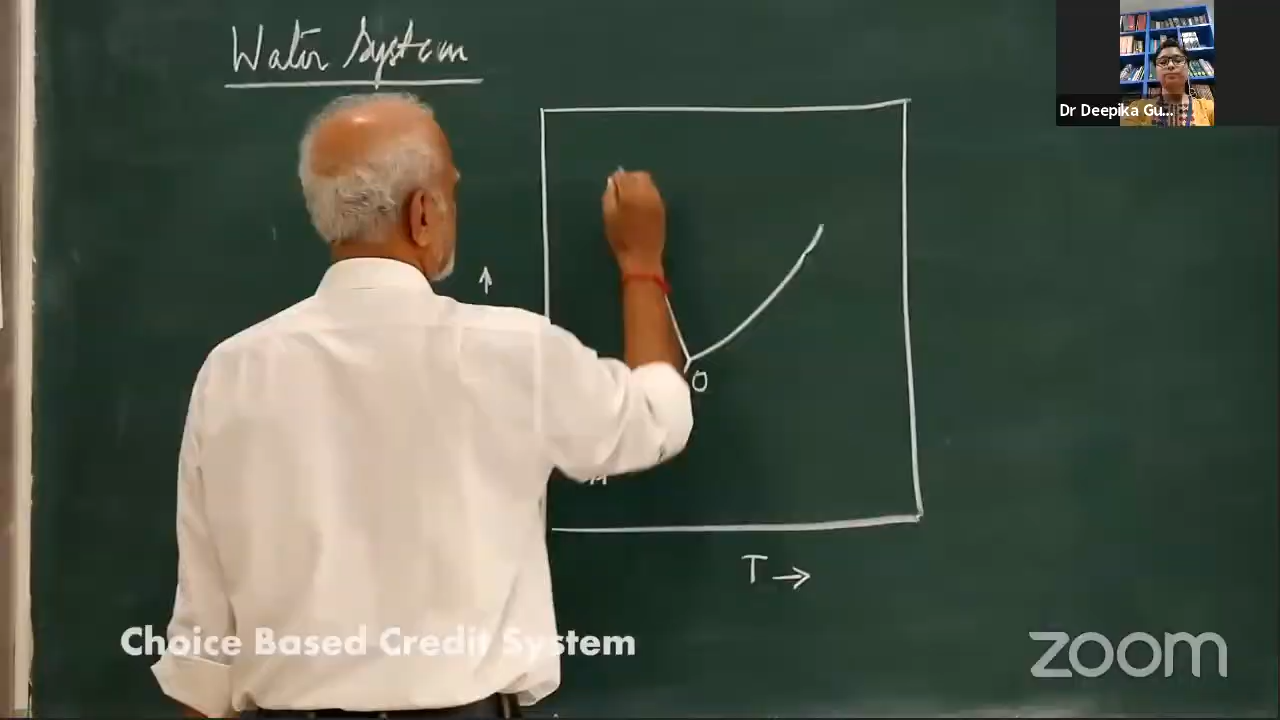 Water System
Dr Deepika Gu...
↑
O
A
T →
Choice Based Credit System
zoom